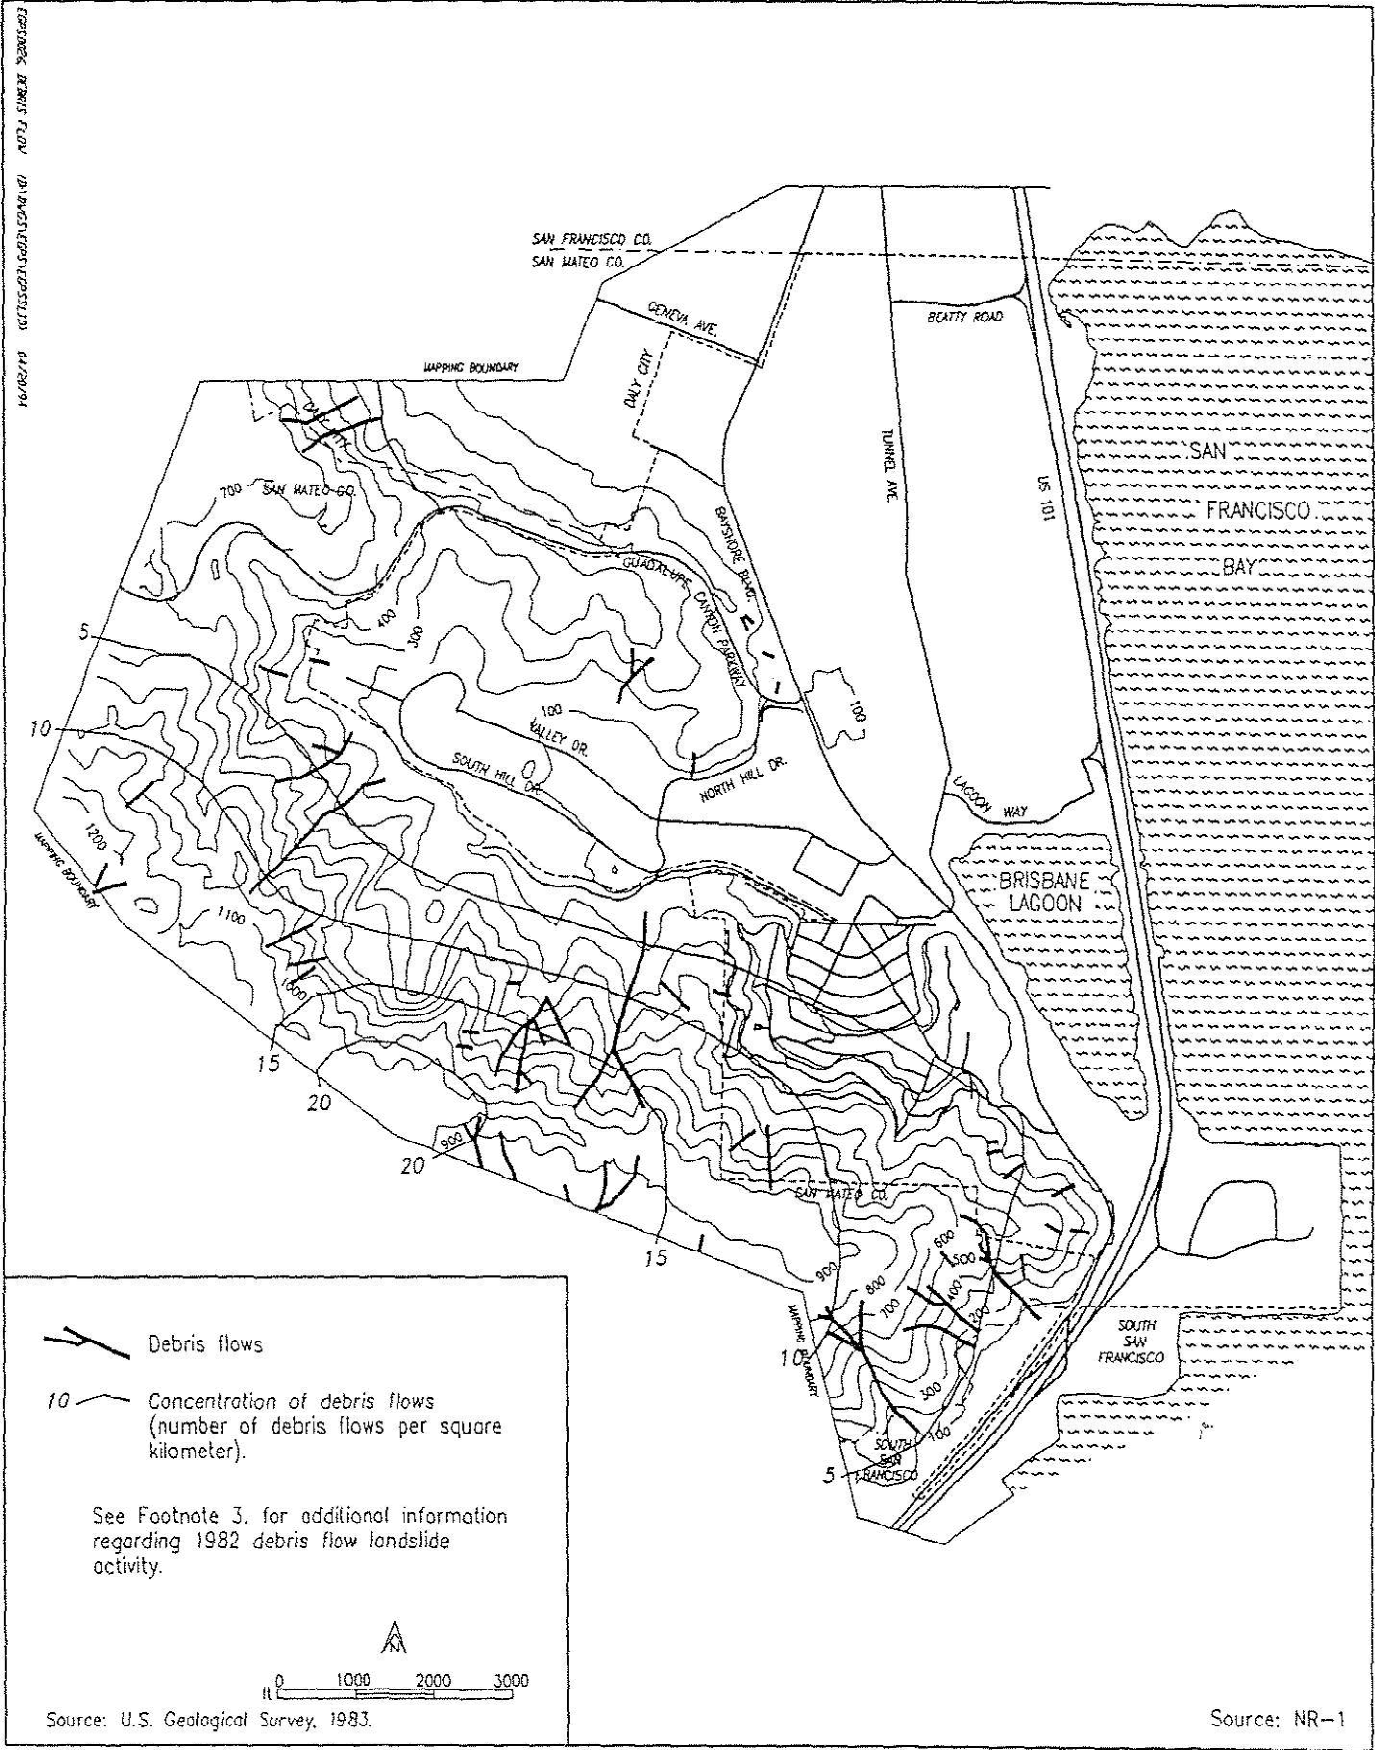 04/20/94
SAN FRANCISCO CO.
SAN MATEO CO.
GENEVA AVE.
BEATTY ROAD
MAPPING BOUNDARY
DALY CITY
DALY CITY
TUNNEL AVE.
US 101
SAN
FRANCISCO
BAY
700
SAN MATEO CO.
BAYSHORE BLVD.
GUADALUPE CANYON PARKWAY
400
300
5
10
100
100
VALLEY DR.
SOUTH HILL DR.
NORTH HILL DR.
LAGOON WAY
1200
MAPPING BOUNDARY
BRISBANE
LAGOON
1100
1000
15
20
900
20
SAN MATEO CO.
15
900
800
700
600
500
400
200
300
100
MAPPING BOUNDARY
10
SOUTH
SAN
FRANCISCO
SOUTH
SAN
FRANCISCO
5
Debris flows
10
Concentration of debris flows
(number of debris flows per square
kilometer).
See Footnote 3. for additional information
regarding 1982 debris flow landslide
activity.
N
0 1000 2000 3000
ft
Source: U.S. Geological Survey, 1983.
Source: NR-1